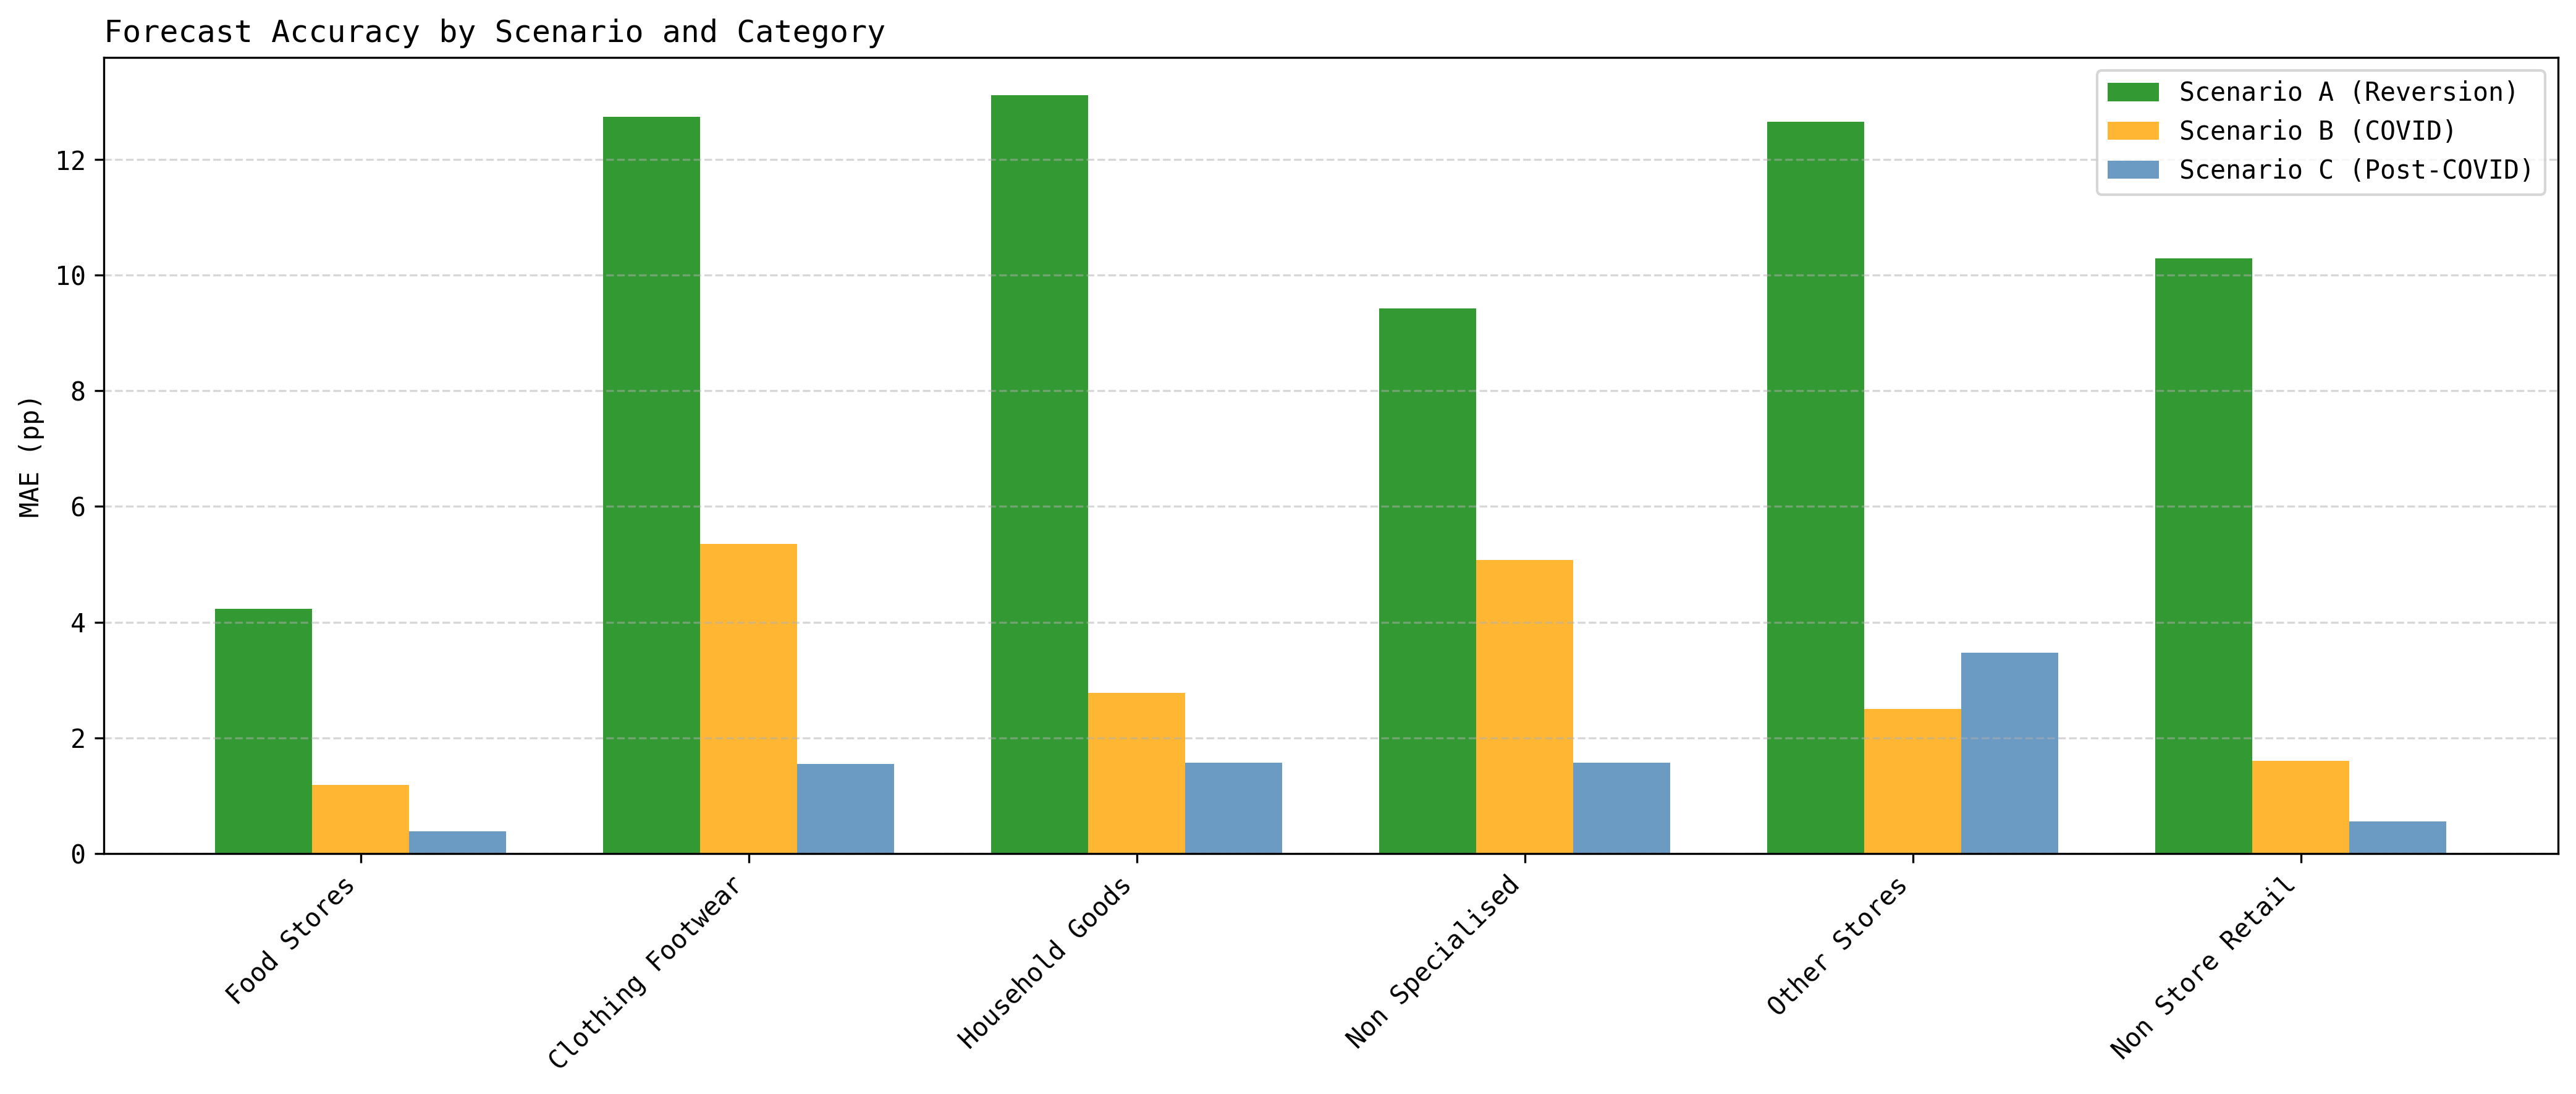 Forecast Accuracy by Scenario and Category
Scenario A (Reversion)
Scenario B (COVID)
Scenario C (Post-COVID)
MAE (pp)
12
10
8
6
4
2
0
Food Stores
Clothing Footwear
Household Goods
Non Specialised
Other Stores
Non Store Retail